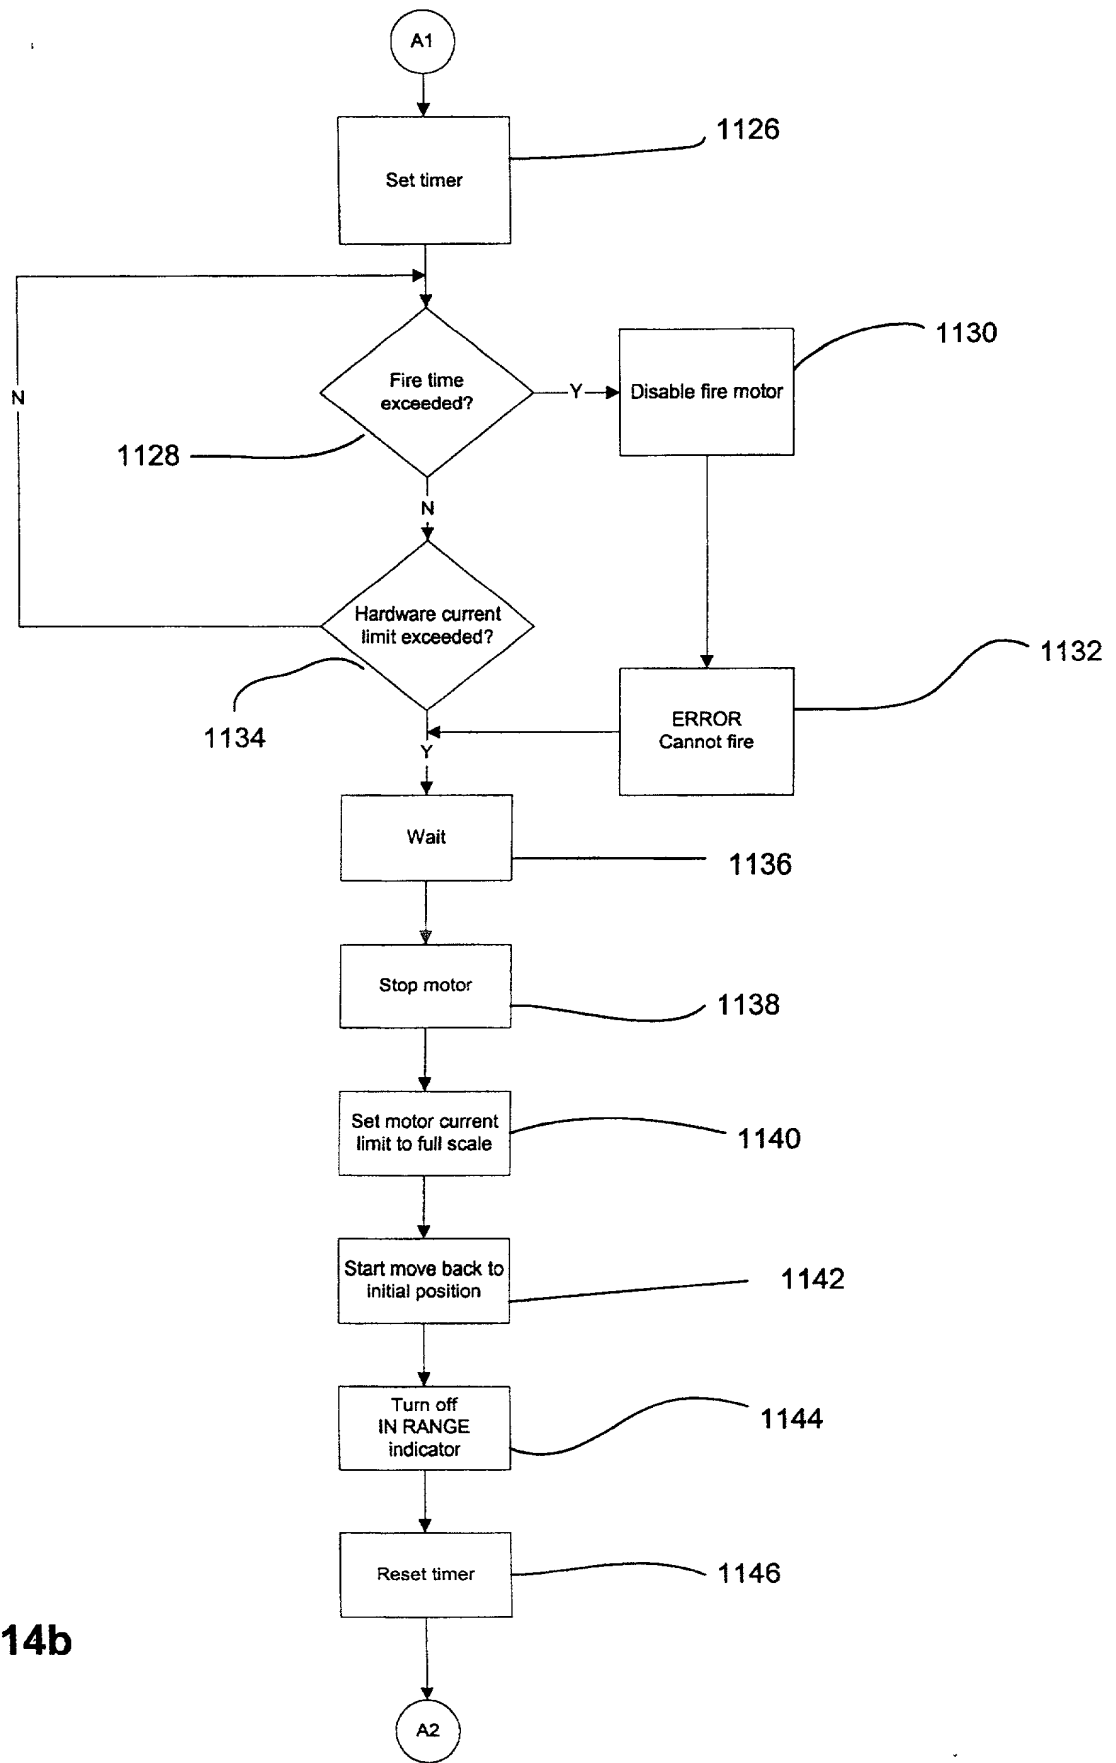 A1
Set timer
1126
Fire time
exceeded?
Y
Disable fire motor
1130
N
1128
N
Hardware current
limit exceeded?
1134
ERROR
Cannot fire
1132
Y
Wait
1136
Stop motor
1138
Set motor current
limit to full scale
1140
Start move back to
initial position
1142
Turn off
IN RANGE
indicator
1144
Reset timer
1146
14b
A2